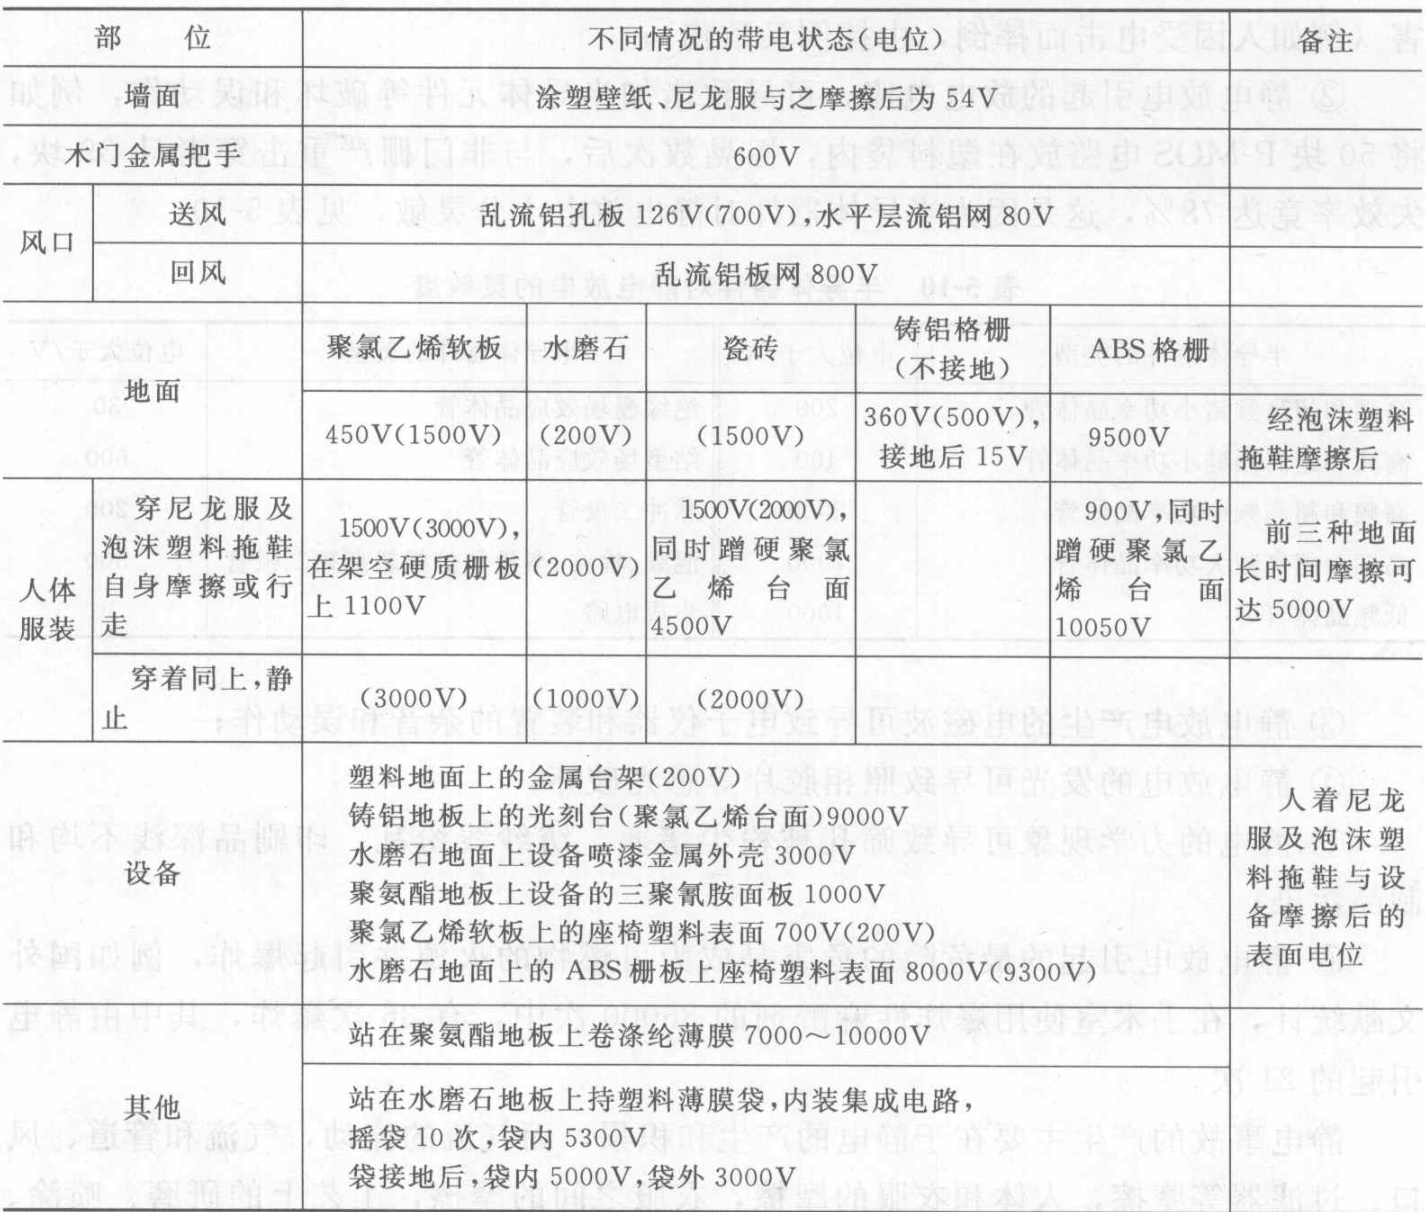 部 位 不同情况的带电状态(电位) 备注
墙面 涂塑壁纸、尼龙服与之摩擦后为 54V
木门金属把手 600V
风口 送风 乱流铝孔板 126V(700V),水平层流铝网 80V
回风 乱流铝板网 800V
地面
聚氯乙烯软板 水磨石 瓷砖 铸铝格栅
(不接地) ABS 格栅
450V(1500V) (200V) (1500V) 360V(500V),
接地后 15V 9500V 经泡沫塑料
拖鞋摩擦后
人体
服装
穿尼龙服及
泡沫塑料拖鞋
自身摩擦或行
走
1500V(3000V),
在架空硬质栅板
上 1100V
(2000V)
1500V(2000V),
同时蹭硬聚氯
乙烯台面
4500V
900V,同时
蹭硬聚氯乙
烯台面
10050V
前三种地面
长时间摩擦可
达 5000V
穿着同上,静
止
(3000V) (1000V) (2000V)
设备
塑料地面上的金属台架(200V)
铸铝地板上的光刻台(聚氯乙烯台面)9000V
水磨石地面上设备喷漆金属外壳 3000V
聚氨酯地板上设备的三聚氰胺面板 1000V
聚氯乙烯软板上的座椅塑料表面 700V(200V)
水磨石地面上的 ABS 栅板上座椅塑料表面 8000V(9300V)
人着尼龙
服及泡沫塑
料拖鞋与设
备摩擦后的
表面电位
其他
站在聚氨酯地板上卷涤纶薄膜 7000～10000V
站在水磨石地板上持塑料薄膜袋,内装集成电路,
摇袋 10 次,袋内 5300V
袋接地后,袋内 5000V,袋外 3000V